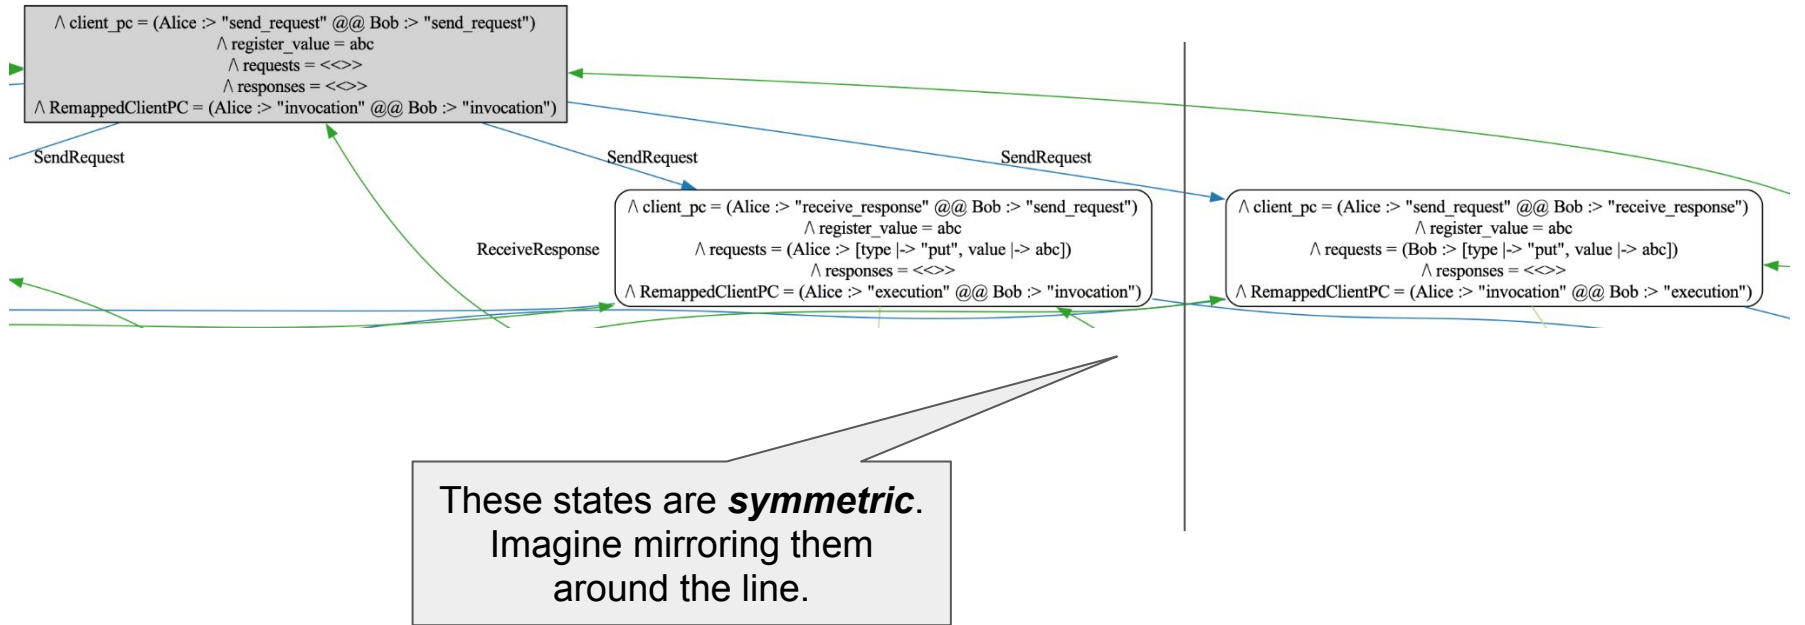 /\ client_pc = (Alice :> "send_request" @@ Bob :> "send_request")
/\ register_value = abc
/\ requests = <<>>
/\ responses = <<>>
/\ RemappedClientPC = (Alice :> "invocation" @@ Bob :> "invocation")
SendRequest
SendRequest
SendRequest
ReceiveResponse
/\ client_pc = (Alice :> "receive_response" @@ Bob :> "send_request")
/\ register_value = abc
/\ requests = (Alice :> [type |-> "put", value |-> abc])
/\ responses = <<>>
/\ RemappedClientPC = (Alice :> "execution" @@ Bob :> "invocation")
/\ client_pc = (Alice :> "send_request" @@ Bob :> "receive_response")
/\ register_value = abc
/\ requests = (Bob :> [type |-> "put", value |-> abc])
/\ responses = <<>>
/\ RemappedClientPC = (Alice :> "invocation" @@ Bob :> "execution")
These states are symmetric.
Imagine mirroring them
around the line.